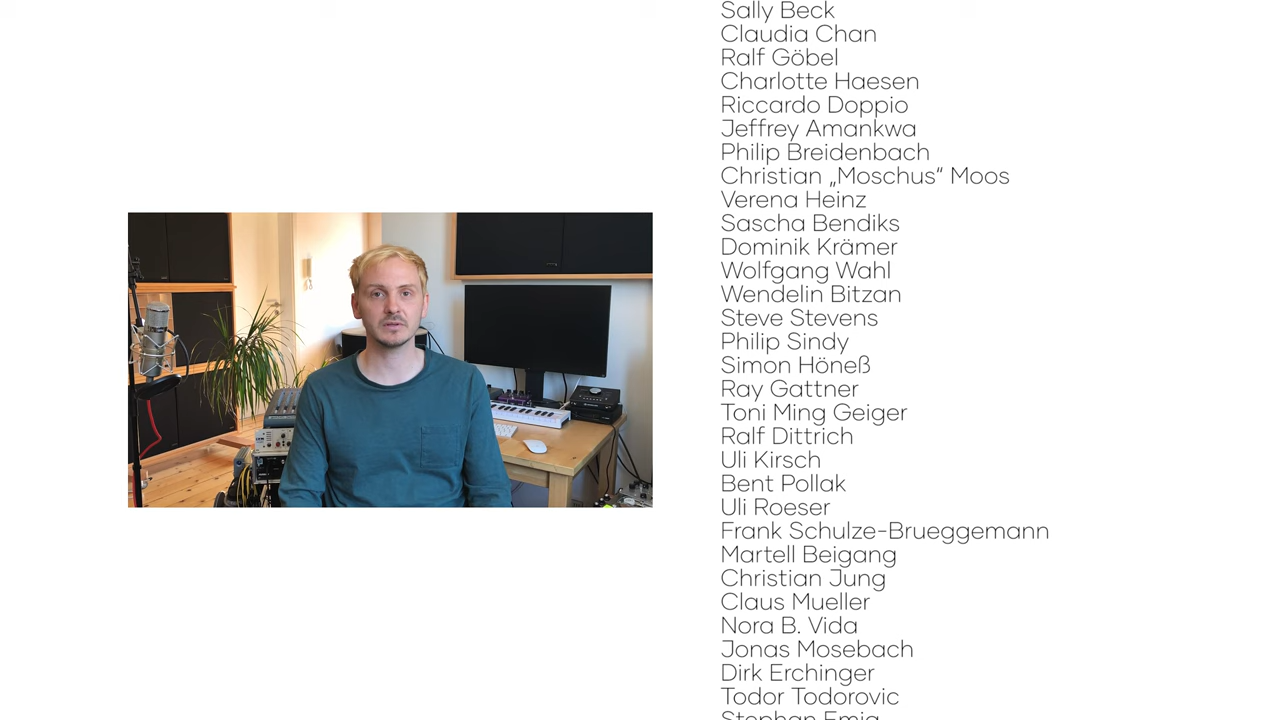 Sally Beck
Claudia Chan
Ralf Göbel
Charlotte Haesen
Riccardo Doppio
Jeffrey Amankwa
Philip Breidenbach
Christian „Moschus“ Moos
Verena Heinz
Sascha Bendiks
Dominik Krämer
Wolfgang Wahl
Wendelin Bitzan
Steve Stevens
Philip Sindy
Simon Höneß
Ray Gattner
Toni Ming Geiger
Ralf Dittrich
Uli Kirsch
Bent Pollak
Uli Roeser
Frank Schulze-Brueggemann
Martell Beigang
Christian Jung
Claus Mueller
Nora B. Vida
Jonas Mosebach
Dirk Erchinger
Todor Todorovic
Stephan Emig